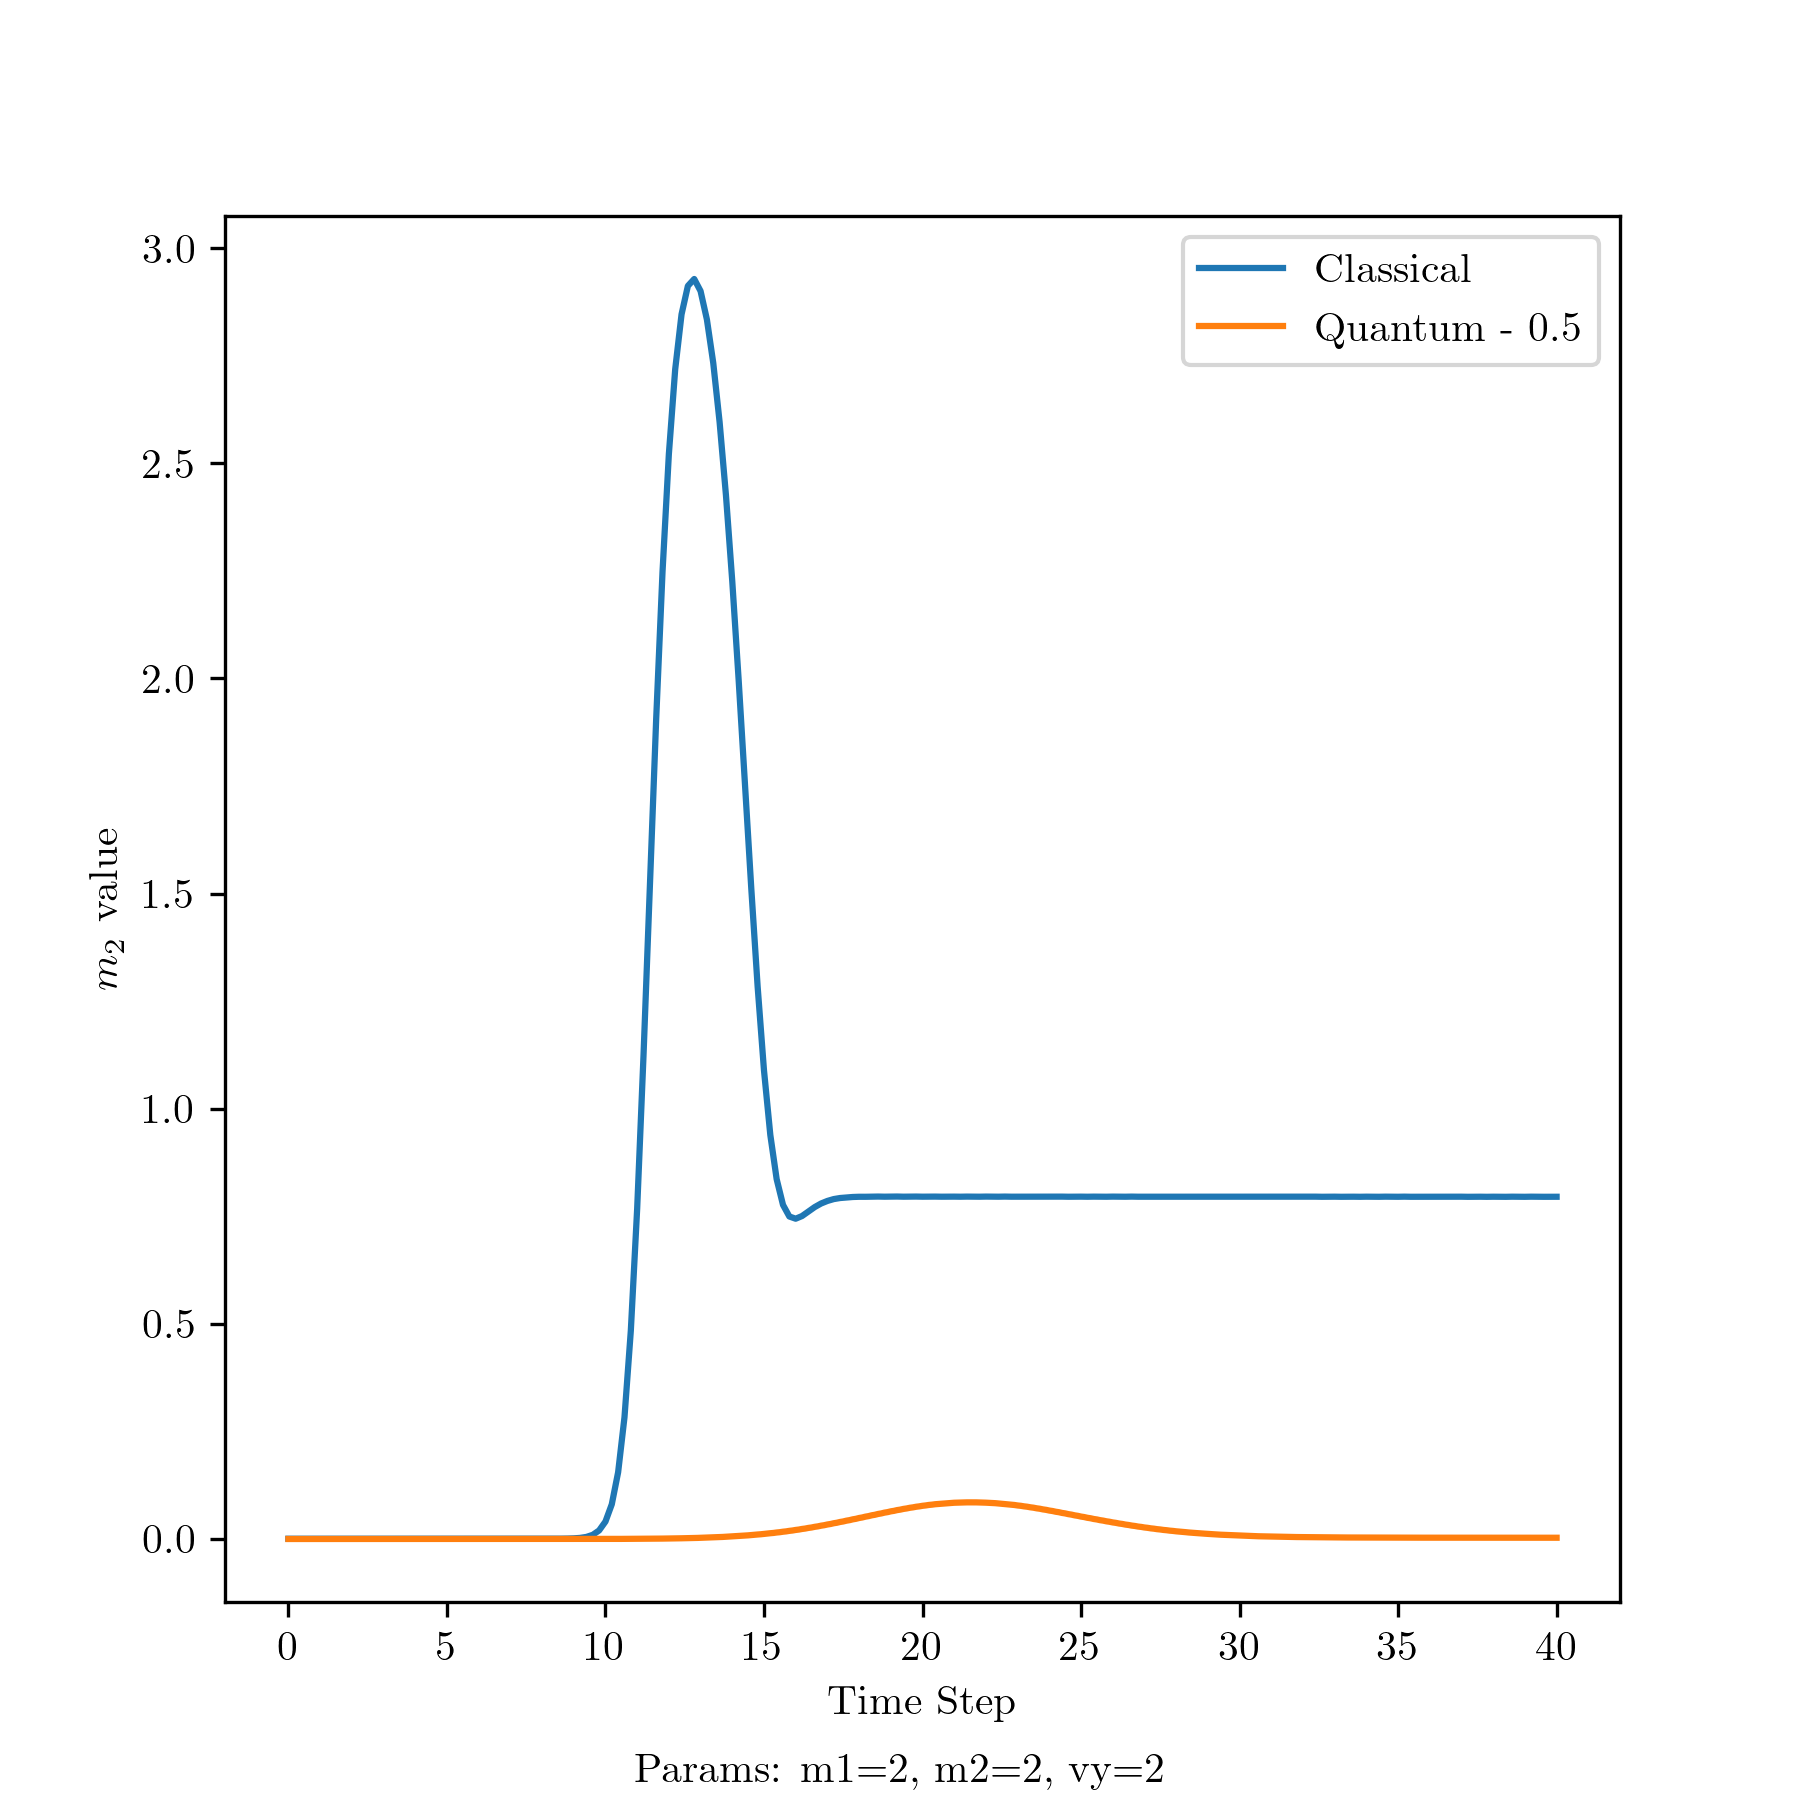 3.0
2.5
2.0
1.5
1.0
0.5
0.0
m₂ value
Classical
Quantum - 0.5
0 5 10 15 20 25 30 35 40
Time Step
Params: m1=2, m2=2, vy=2